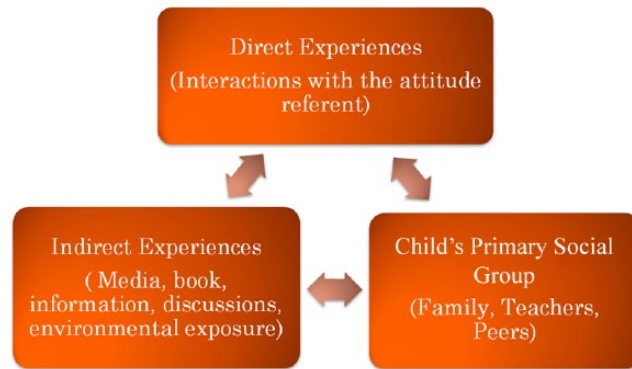 Direct Experiences
(Interactions with the attitude
referent)
Indirect Experiences
( Media, book,
information, discussions,
environmental exposure)
Child's Primary Social
Group
(Family, Teachers,
Peers)